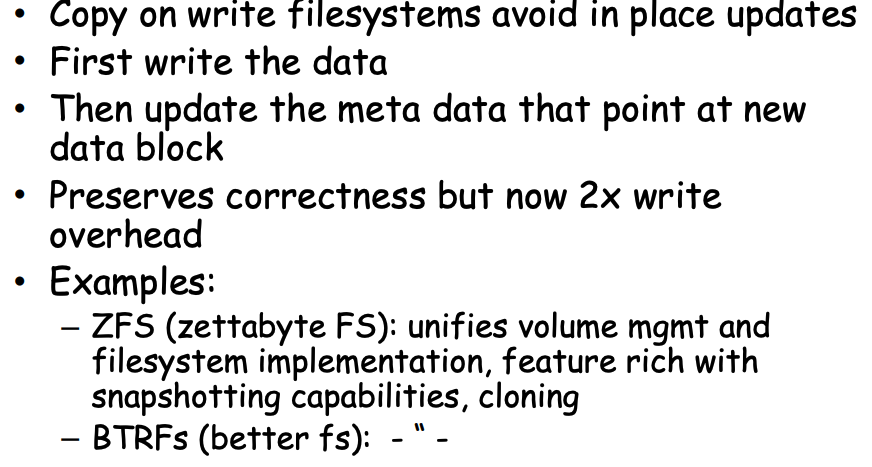 • Copy on write filesystems avoid in place updates
• First write the data
• Then update the meta data that point at new
data block
• Preserves correctness but now 2x write
overhead
• Examples:
– ZFS (zettabyte FS): unifies volume mgmt and
filesystem implementation, feature rich with
snapshotting capabilities, cloning
– BTRFs (better fs): - “ -